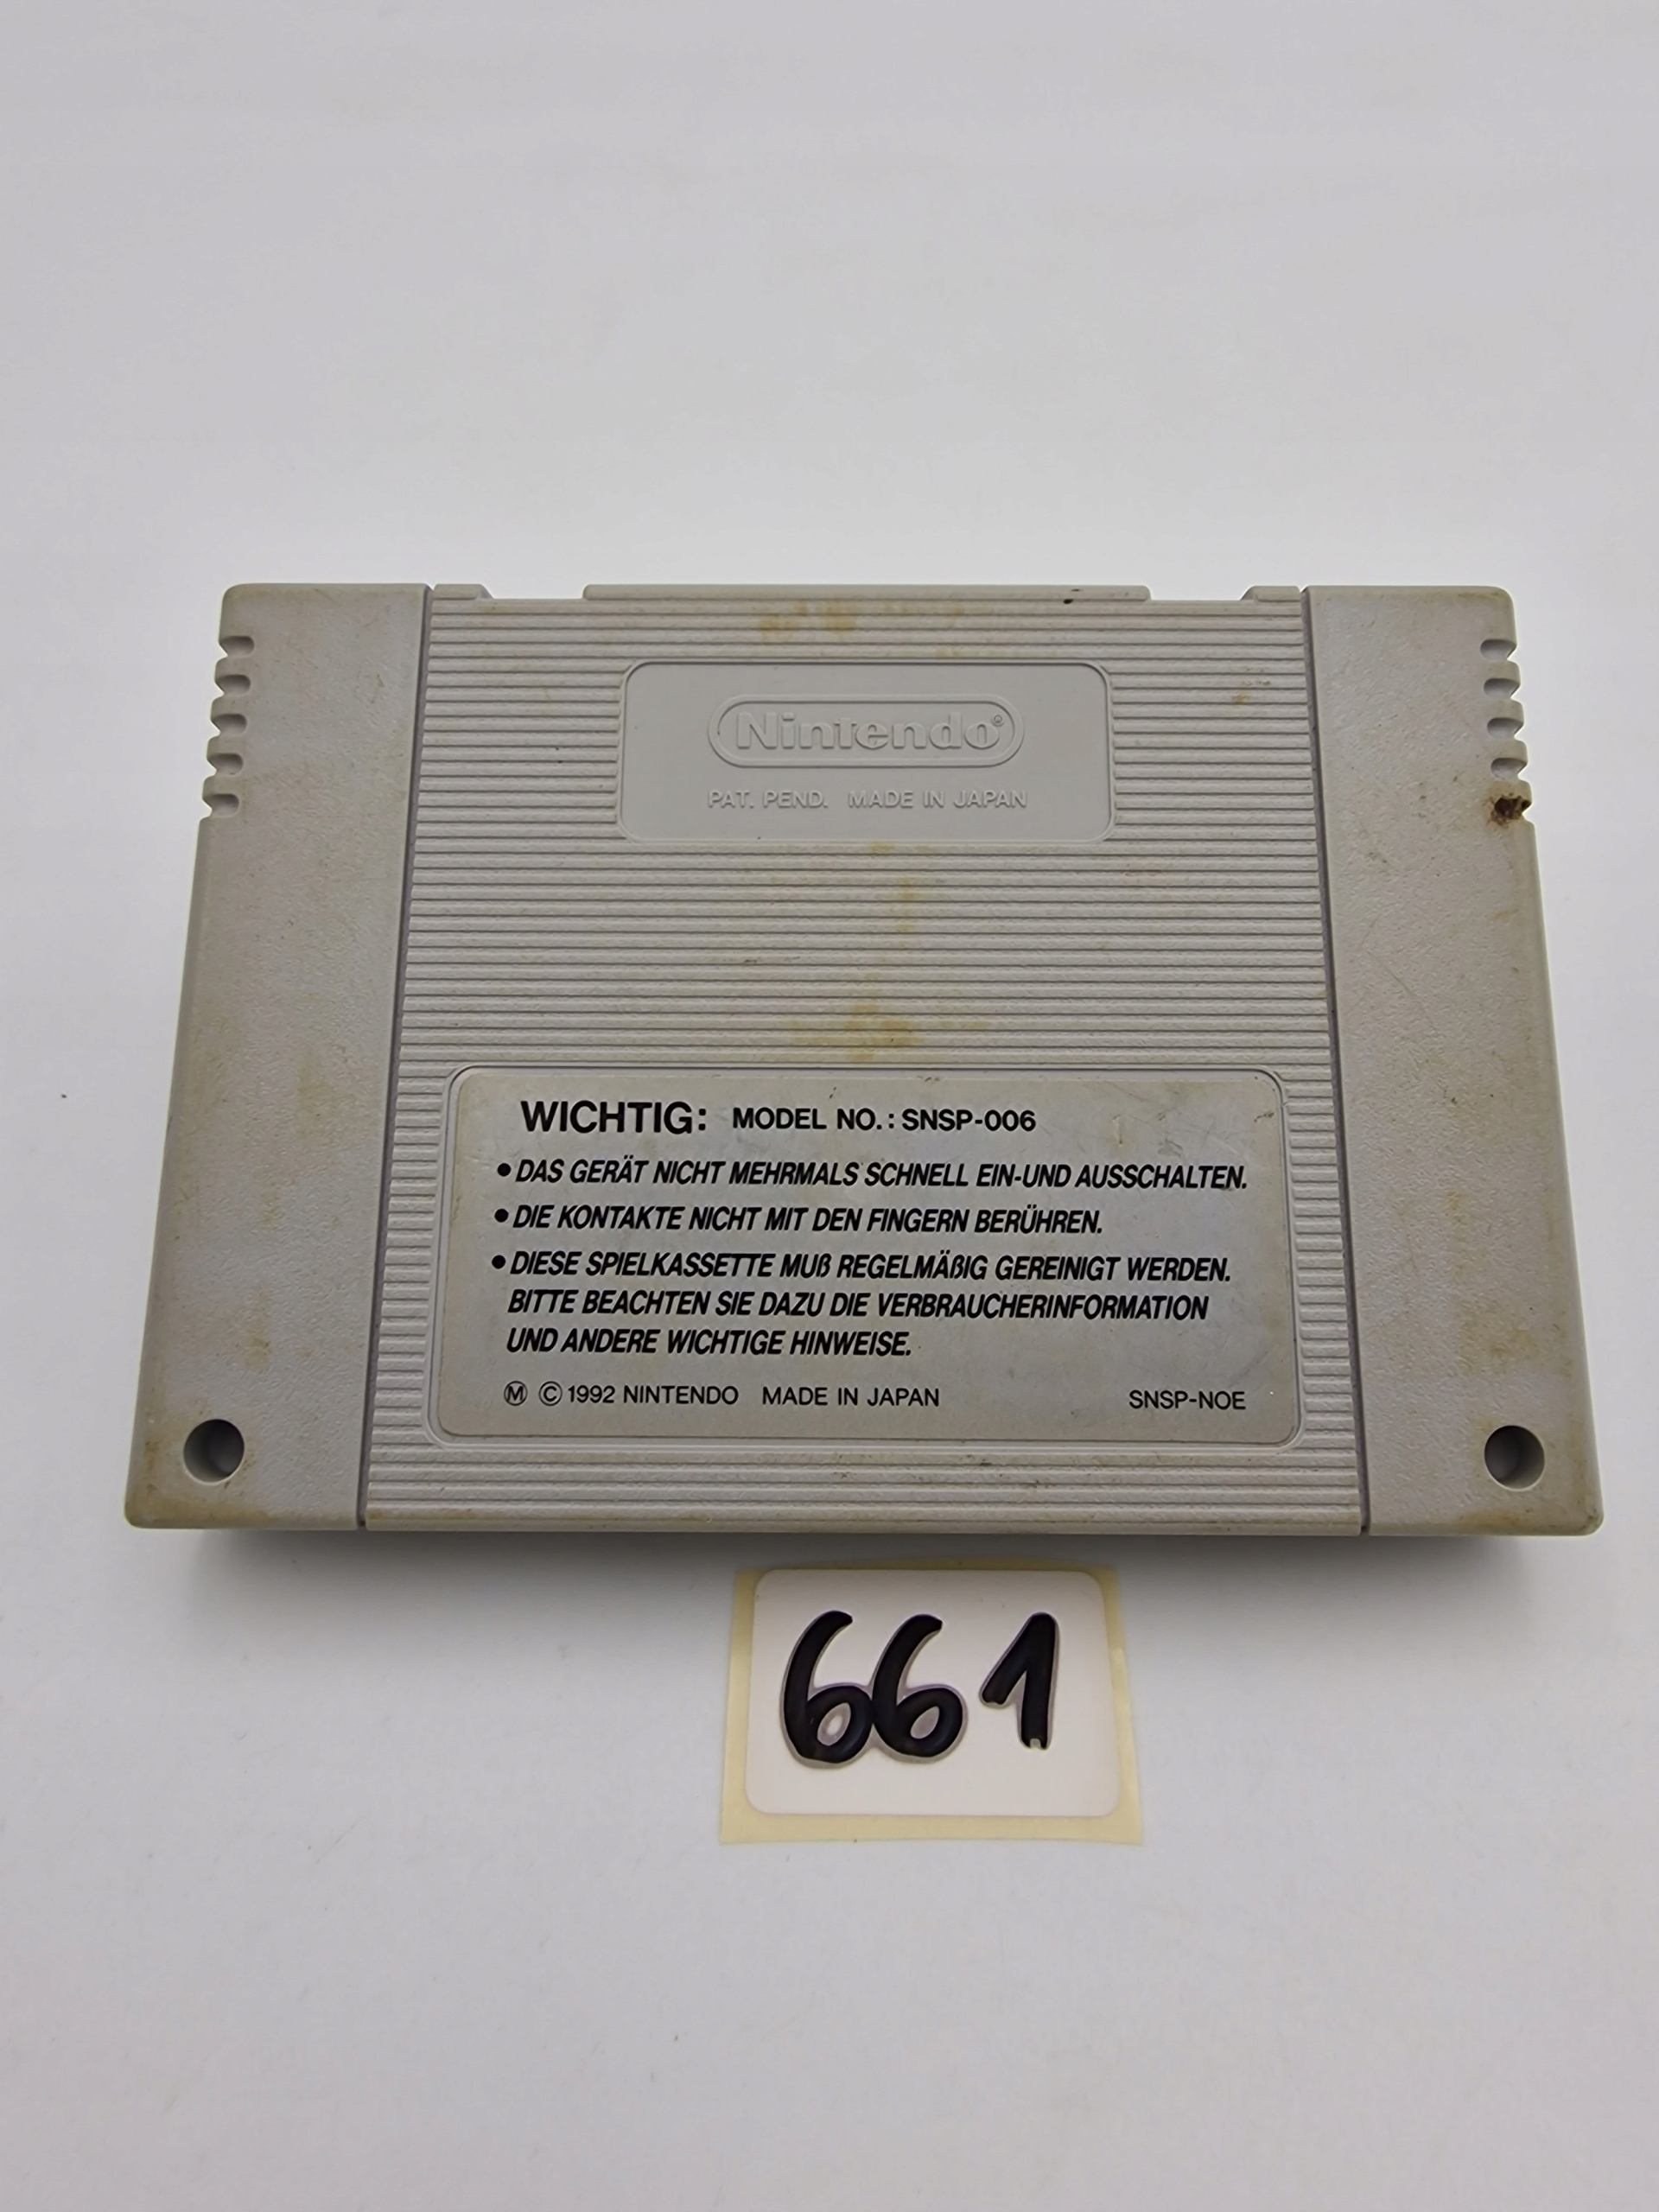 Nintendo®
PAT. PEND. MADE IN JAPAN
WICHTIG: MODEL NO.: SNSP-006
● DAS GERÄT NICHT MEHRMALS SCHNELL EIN-UND AUSSCHALTEN.
● DIE KONTAKTE NICHT MIT DEN FINGERN BERÜHREN.
● DIESE SPIELKASSETTE MUß REGELMÄßIG GEREINIGT WERDEN.
BITTE BEACHTEN SIE DAZU DIE VERBRAUCHERINFORMATION
UND ANDERE WICHTIGE HINWEISE.
Ⓜ © 1992 NINTENDO MADE IN JAPAN SNSP-NOE
661